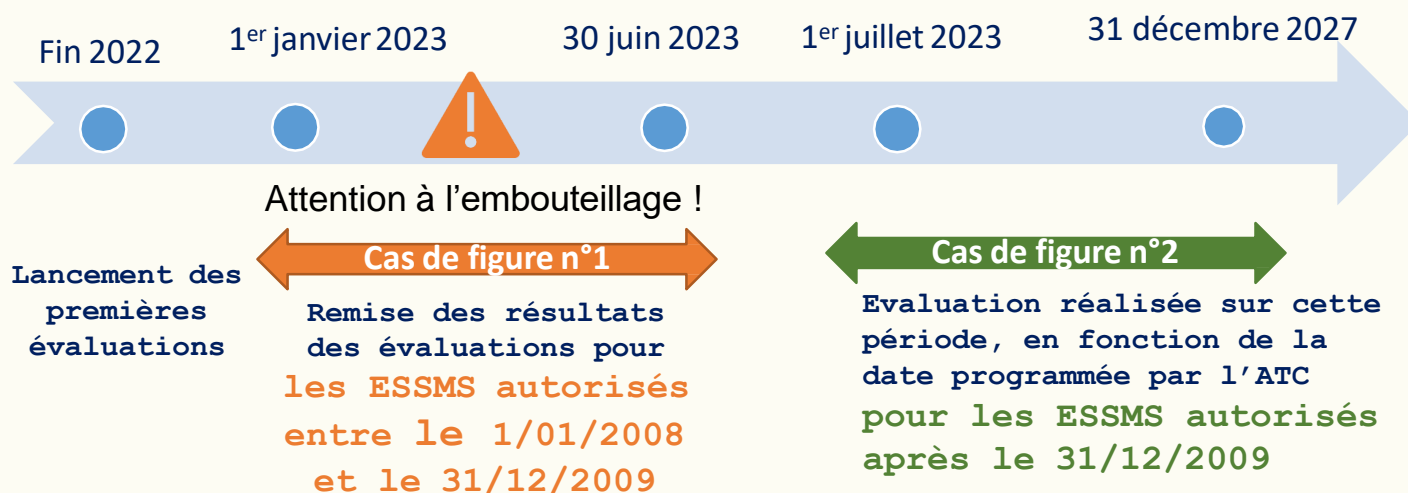 Fin 2022
1er janvier 2023
30 juin 2023
1er juillet 2023
31 décembre 2027
!
Attention à l’embouteillage !
Lancement des
premières
évaluations
Cas de figure n°1
Remise des résultats
des évaluations pour
les ESSMS autorisés
entre le 1/01/2008
et le 31/12/2009
Cas de figure n°2
Evaluation réalisée sur cette
période, en fonction de la
date programmée par l’ATC
pour les ESSMS autorisés
après le 31/12/2009